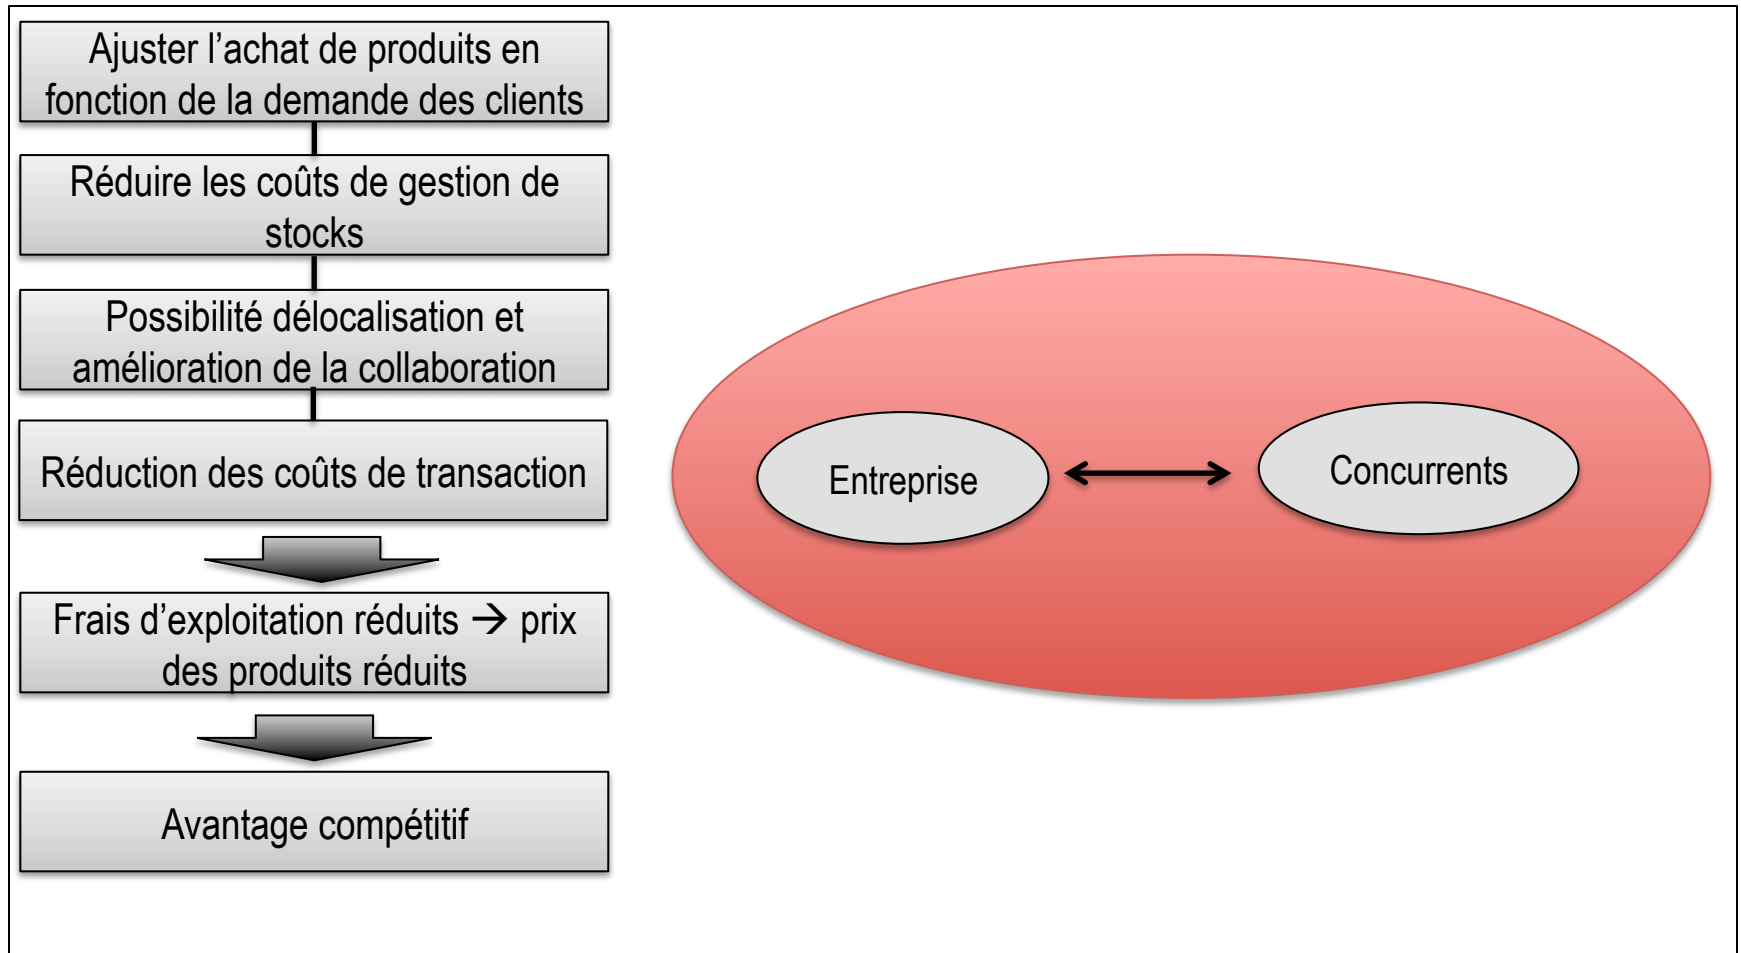 Ajuster l’achat de produits en
fonction de la demande des clients
Réduire les coûts de gestion de
stocks
Possibilité délocalisation et
amélioration de la collaboration
Réduction des coûts de transaction
Frais d’exploitation réduits → prix
des produits réduits
Avantage compétitif
Entreprise
Concurrents